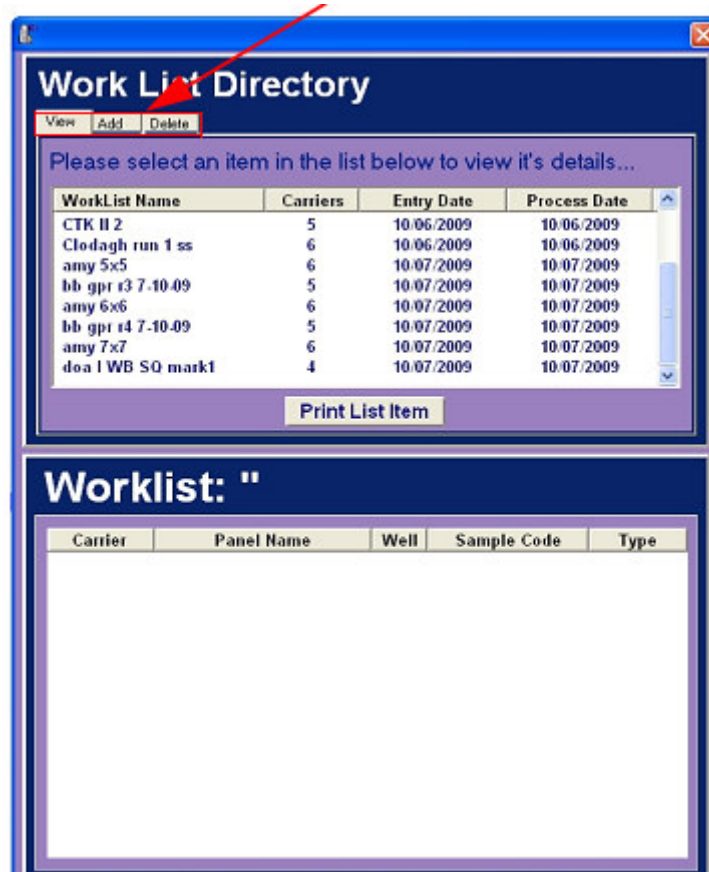 Work List Directory
View Add Delete
Please select an item in the list below to view it's details...
WorkList Name Carriers Entry Date Process Date
CTK II 2 5 10/06/2009 10/06/2009
Clodagh run 1 ss 6 10/06/2009 10/06/2009
amy 5x5 6 10/07/2009 10/07/2009
bb gpr r3 7-10-09 5 10/07/2009 10/07/2009
amy 6x6 6 10/07/2009 10/07/2009
bb gpr r4 7-10-09 5 10/07/2009 10/07/2009
amy 7x7 6 10/07/2009 10/07/2009
doa I WB SQ mark1 4 10/07/2009 10/07/2009
Print List Item
Worklist: "
Carrier Panel Name Well Sample Code Type